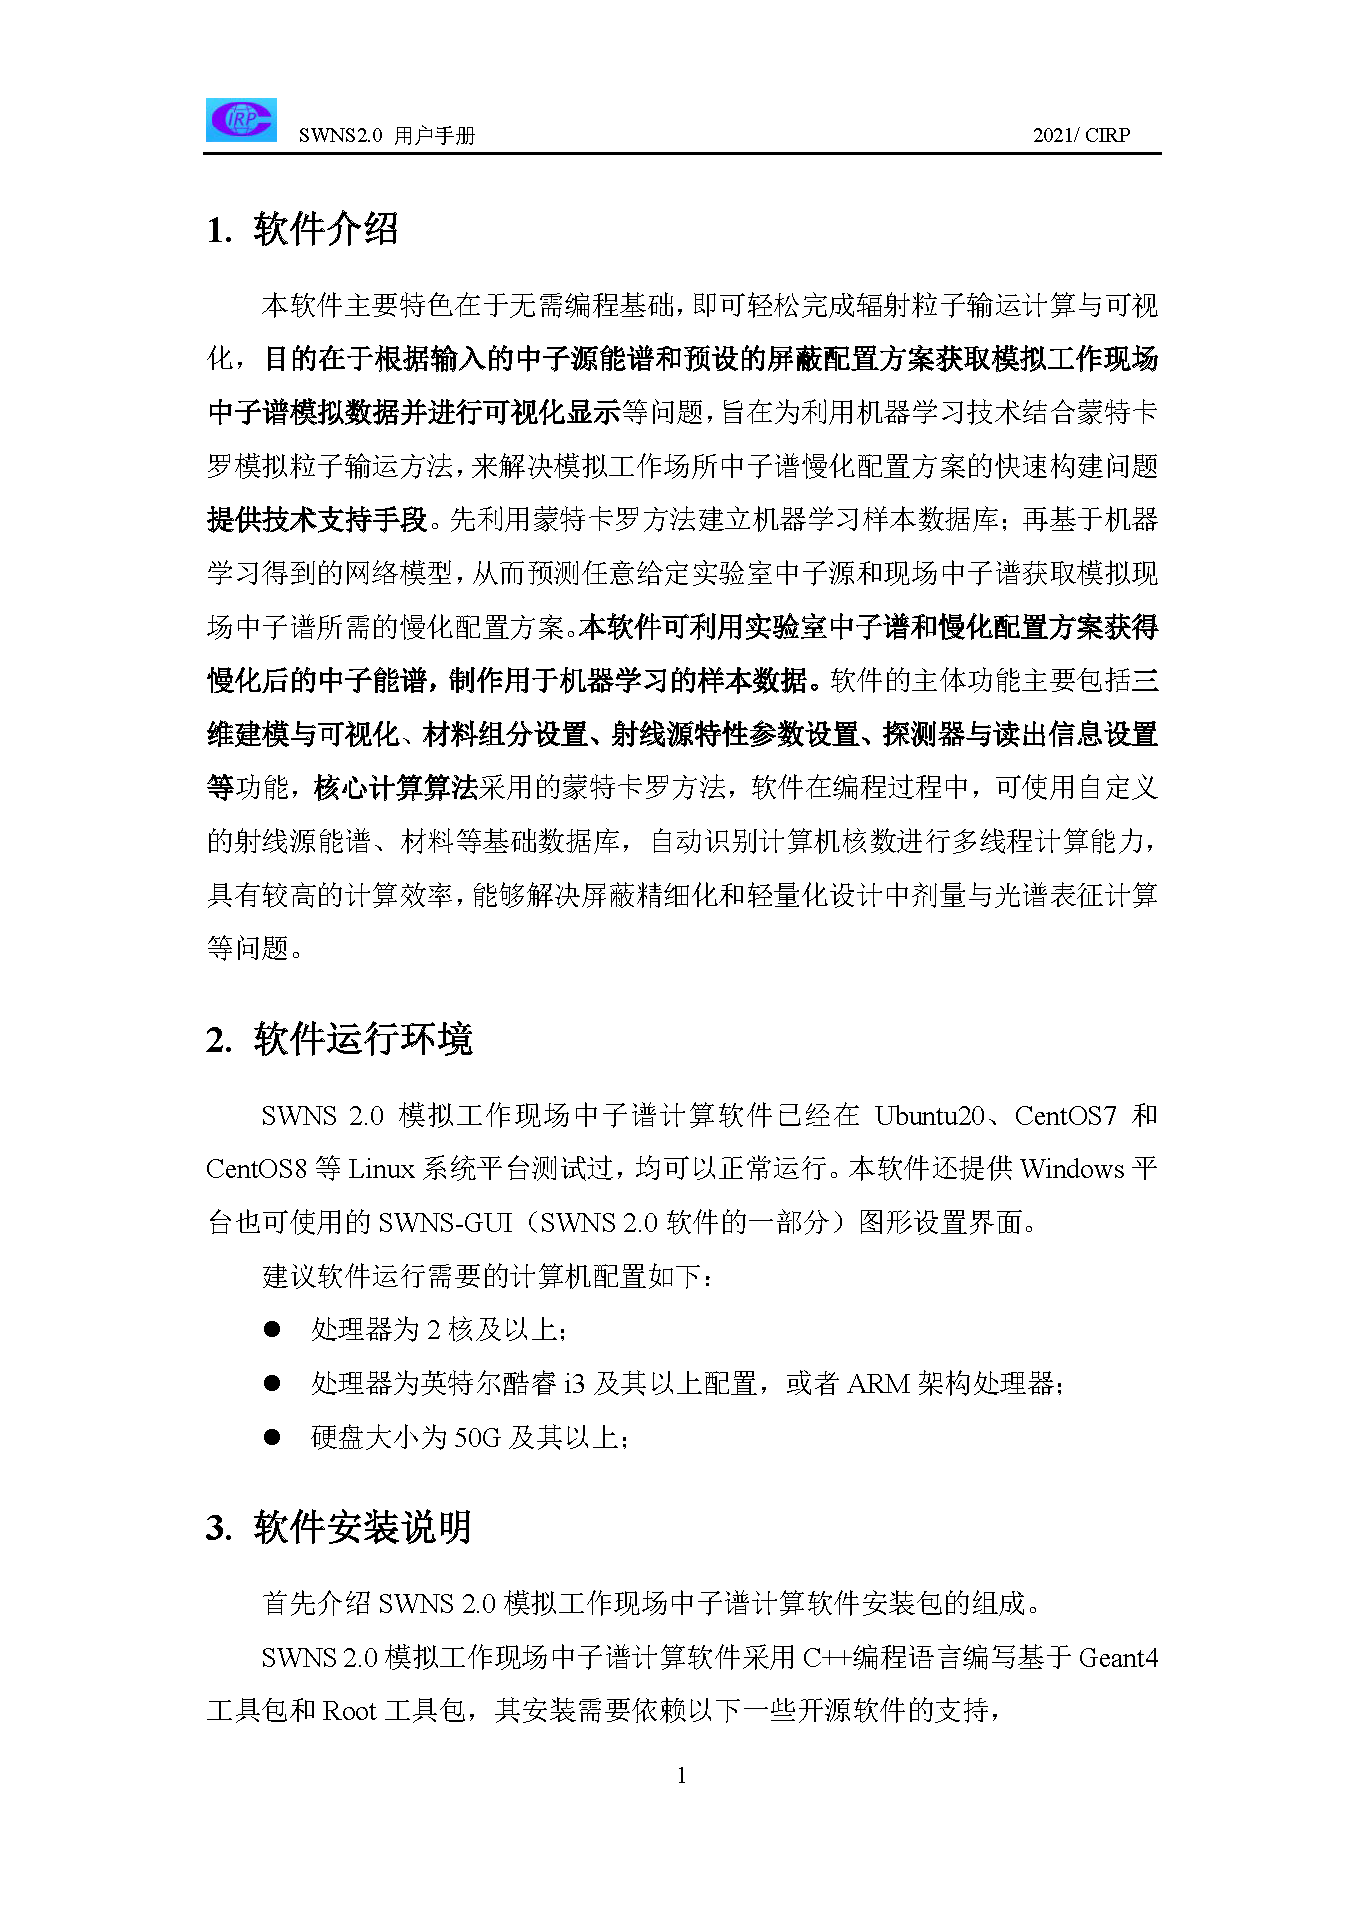 IRP
SWNS2.0 用户手册 2021/ CIRP
1. 软件介绍
本软件主要特色在于无需编程基础，即可轻松完成辐射粒子输运计算与可视
化，目的在于根据输入的中子源能谱和预设的屏蔽配置方案获取模拟工作现场
中子谱模拟数据并进行可视化显示等问题，旨在为利用机器学习技术结合蒙特卡
罗模拟粒子输运方法，来解决模拟工作场所中子谱慢化配置方案的快速构建问题
提供技术支持手段。先利用蒙特卡罗方法建立机器学习样本数据库；再基于机器
学习得到的网络模型，从而预测任意给定实验室中子源和现场中子谱获取模拟现
场中子谱所需的慢化配置方案。本软件可利用实验室中子谱和慢化配置方案获得
慢化后的中子能谱，制作用于机器学习的样本数据。软件的主体功能主要包括三
维建模与可视化、材料组分设置、射线源特性参数设置、探测器与读出信息设置
等功能，核心计算算法采用的蒙特卡罗方法，软件在编程过程中，可使用自定义
的射线源能谱、材料等基础数据库，自动识别计算机核数进行多线程计算能力，
具有较高的计算效率，能够解决屏蔽精细化和轻量化设计中剂量与光谱表征计算
等问题。
2. 软件运行环境
SWNS 2.0 模拟工作现场中子谱计算软件已经在 Ubuntu20、CentOS7 和
CentOS8 等 Linux 系统平台测试过，均可以正常运行。本软件还提供 Windows 平
台也可使用的 SWNS-GUI（SWNS 2.0 软件的一部分）图形设置界面。
建议软件运行需要的计算机配置如下：
● 处理器为 2 核及以上；
● 处理器为英特尔酷睿 i3 及其以上配置，或者 ARM 架构处理器；
● 硬盘大小为 50G 及其以上；
3. 软件安装说明
首先介绍 SWNS 2.0 模拟工作现场中子谱计算软件安装包的组成。
SWNS 2.0 模拟工作现场中子谱计算软件采用 C++编程语言编写基于 Geant4
工具包和 Root 工具包，其安装需要依赖以下一些开源软件的支持，
1